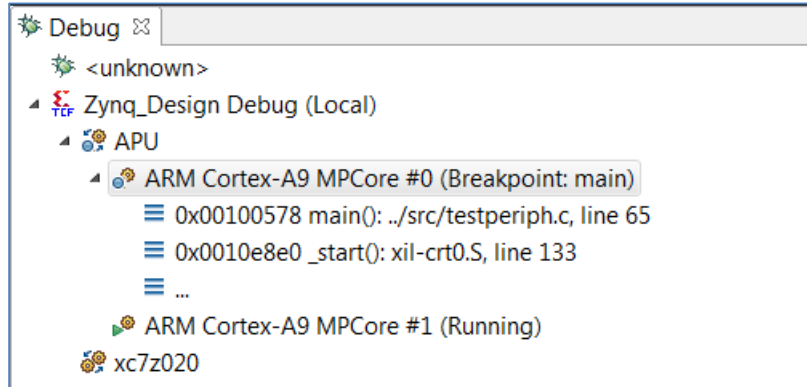 Debug
<unknown>
TCF Zynq_Design Debug (Local)
APU
ARM Cortex-A9 MPCore #0 (Breakpoint: main)
0x00100578 main(): ../src/testperiph.c, line 65
0x0010e8e0 _start(): xil-crt0.S, line 133
...
ARM Cortex-A9 MPCore #1 (Running)
xc7z020